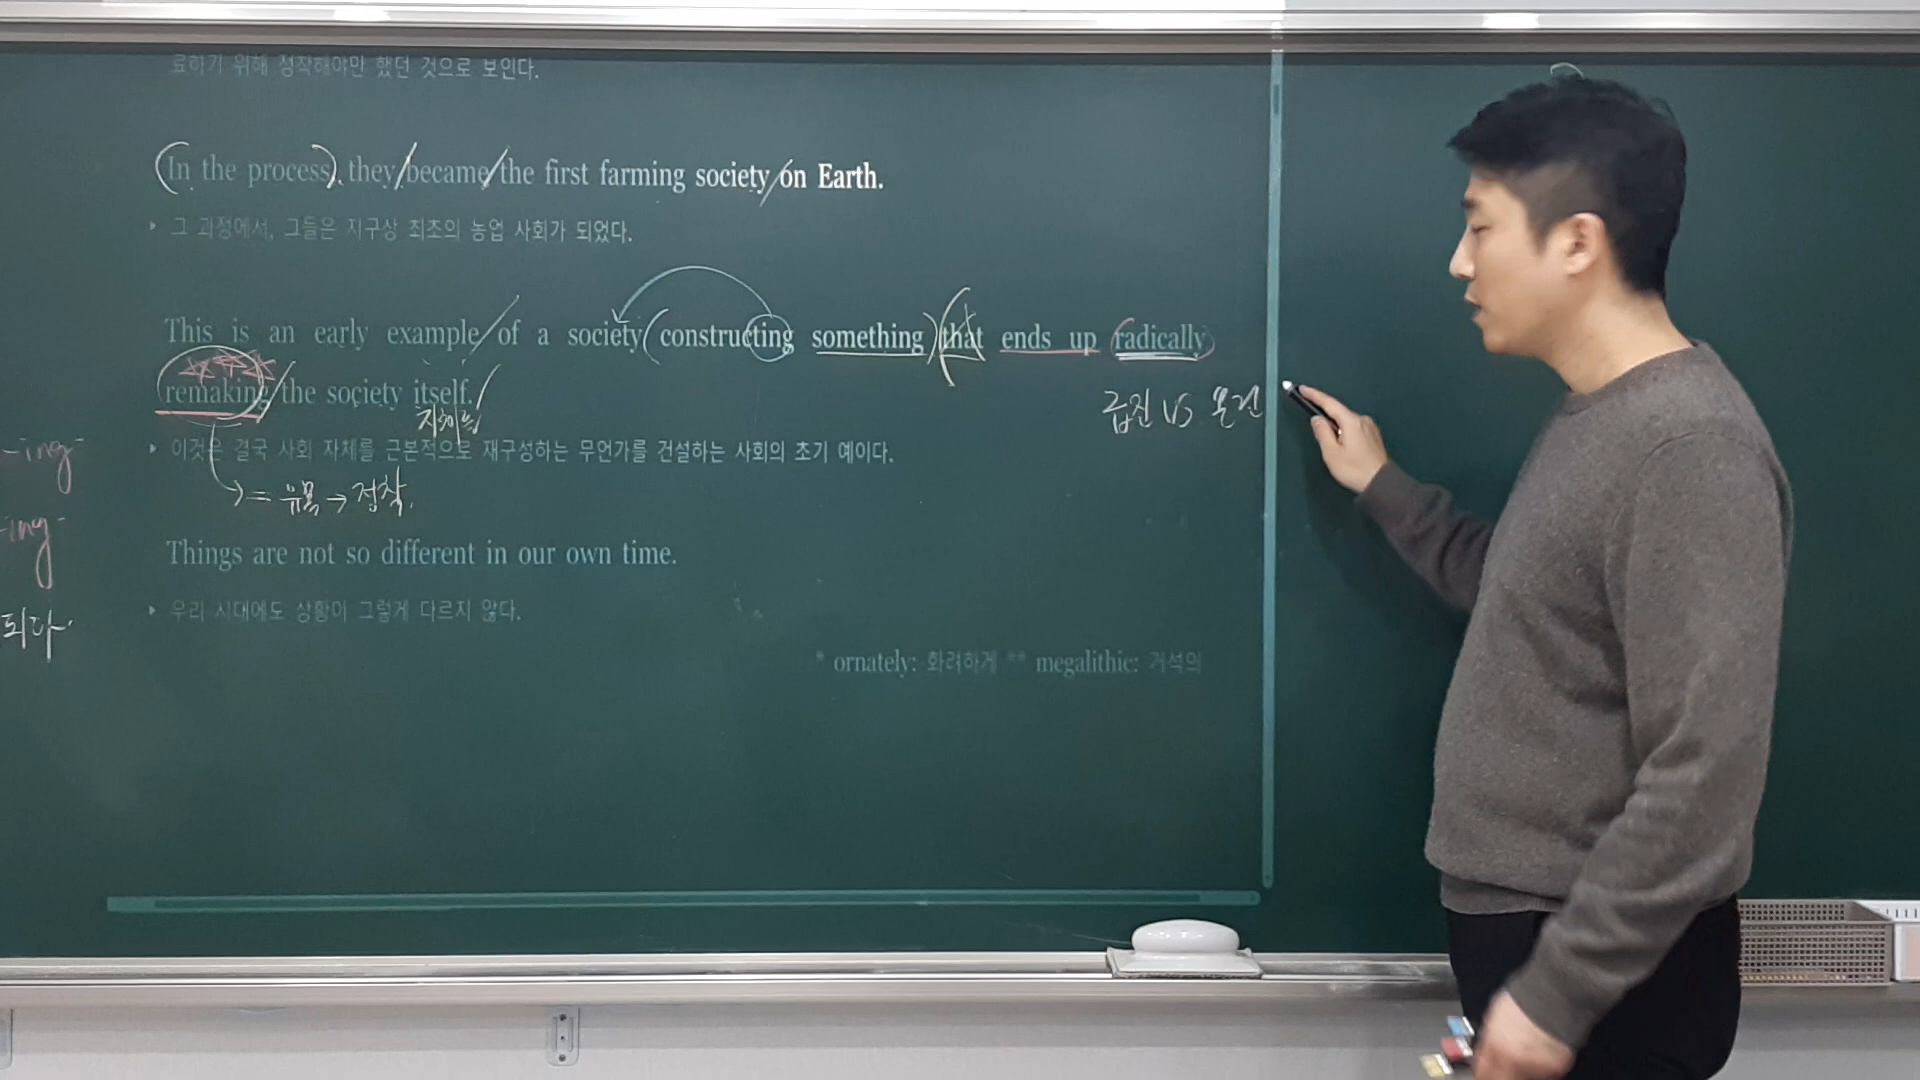 료하기 위해 정착해야만 했던 것으로 보인다.
(In the process), they/became/the first farming society/on Earth.
▸ 그 과정에서, 그들은 지구상 최초의 농업 사회가 되었다.
This is an early example/of a society(constructing something)(that ends up radically
remaking/the society itself./
급진 VS 온건
▸ 이것은 결국 사회 자체를 근본적으로 재구성하는 무언가를 건설하는 사회의 초기 예이다.
-ing
→ = 유목 → 정착.
-ing
Things are not so different in our own time.
▸ 우리 시대에도 상황이 그렇게 다르지 않다.
되다.
* ornately: 화려하게 ** megalithic: 거석의